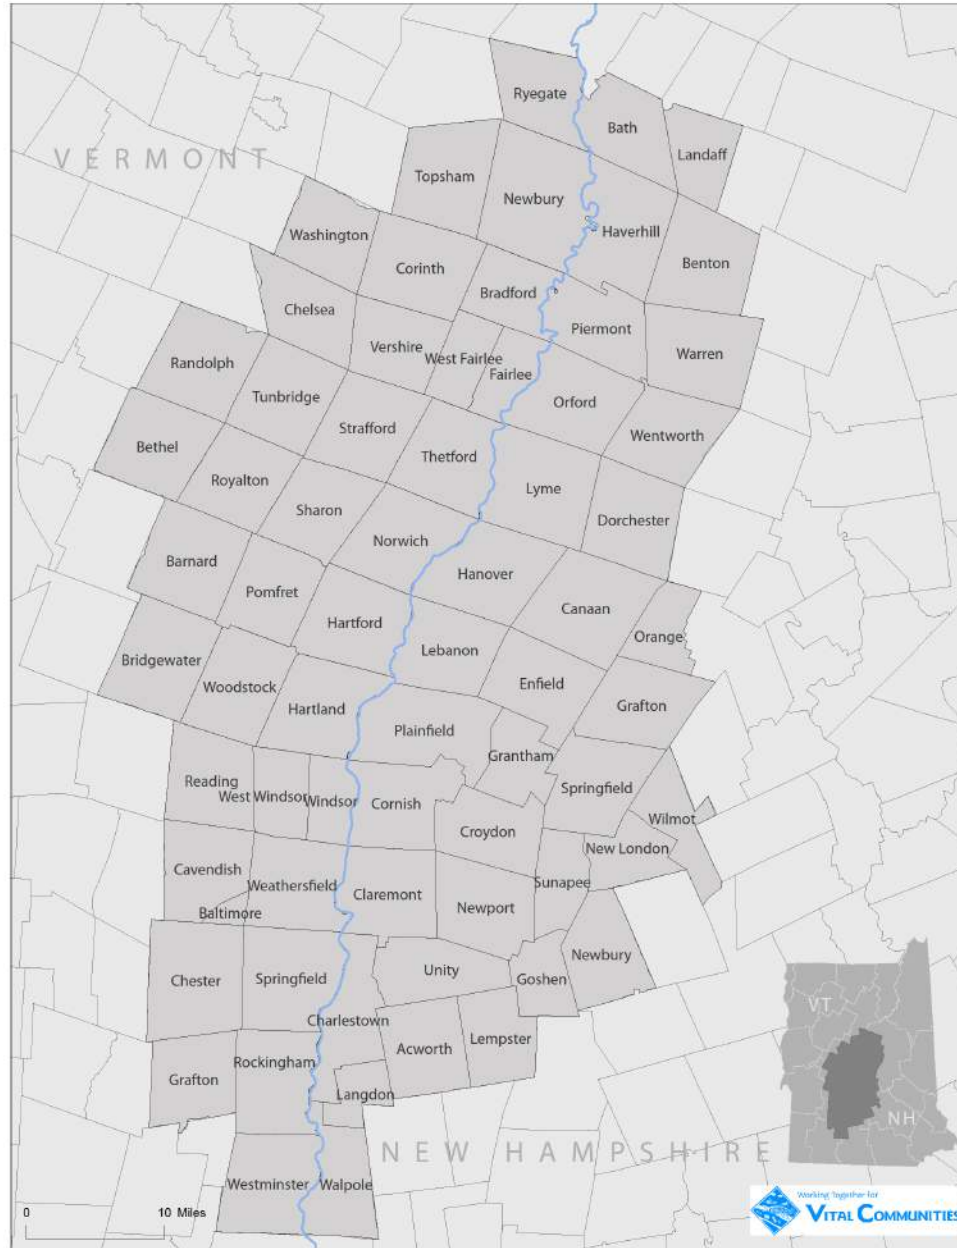 Ryegate
Bath
Landaff
VERMONT
Topsham
Newbury
Washington
Haverhill
Corinth
Benton
Bradford
Chelsea
Piermont
Vershire
West Fairlee
Warren
Randolph
Fairlee
Tunbridge
Orford
Strafford
Wentworth
Bethel
Thetford
Royalton
Lyme
Sharon
Dorchester
Norwich
Barnard
Hanover
Pomfret
Canaan
Hartford
Orange
Lebanon
Bridgewater
Enfield
Woodstock
Grafton
Hartland
Plainfield
Grantham
Reading
Springfield
West Windsor
Windsor
Cornish
Wilmot
Croydon
New London
Cavendish
Weathersfield
Sunapee
Claremont
Newport
Baltimore
Newbury
Unity
Chester
Springfield
Goshen
VT
Charlestown
Lempster
Acworth
Rockingham
Grafton
Langdon
NH
NEW HAMPSHIRE
Westminster
Walpole
0 10 Miles
Working Together for
VITAL COMMUNITIES